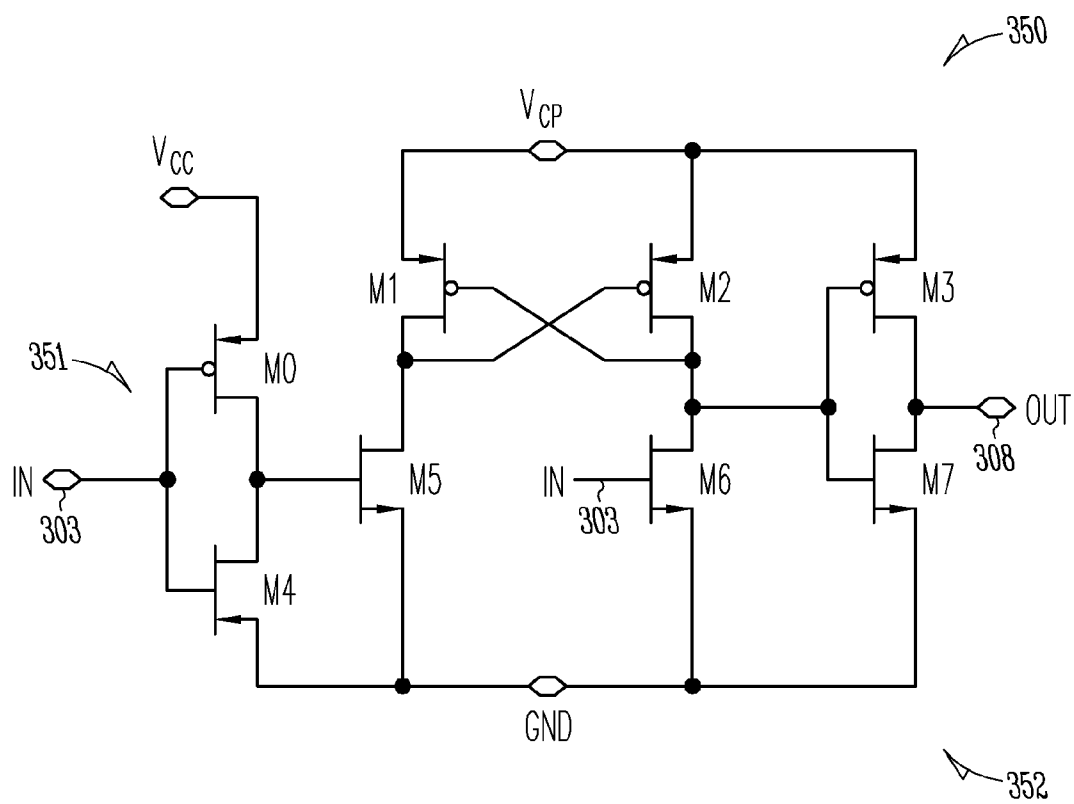 350
V_CP
V_CC
M1
M2
M3
351
M0
OUT
308
IN
303
M5
IN
303
M6
M7
M4
GND
352